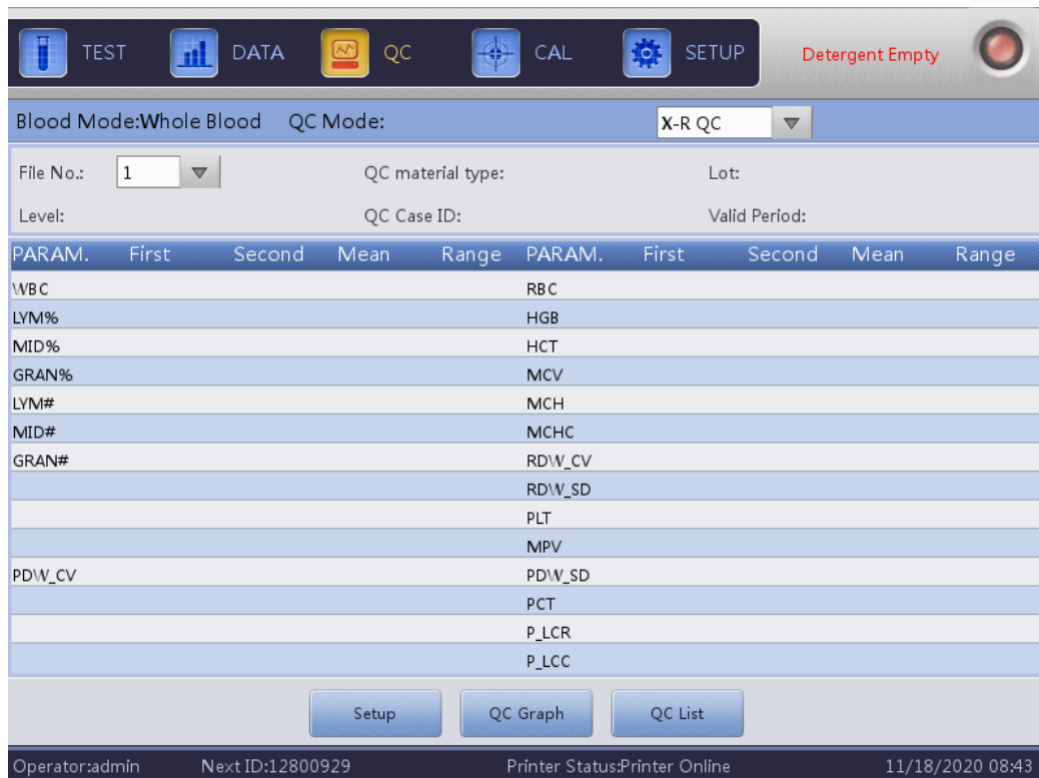 TEST DATA QC CAL SETUP Detergent Empty
Blood Mode:Whole Blood QC Mode: X-R QC
File No.: 1 QC material type: Lot:
Level: QC Case ID: Valid Period:
PARAM. First Second Mean Range PARAM. First Second Mean Range
WBC RBC
LYM% HGB
MID% HCT
GRAN% MCV
LYM# MCH
MID# MCHC
GRAN# RDW_CV
RDW_SD
PLT
MPV
PDW_CV PDW_SD
PCT
P_LCR
P_LCC
Setup QC Graph QC List
Operator:admin Next ID:12800929 Printer Status:Printer Online 11/18/2020 08:43